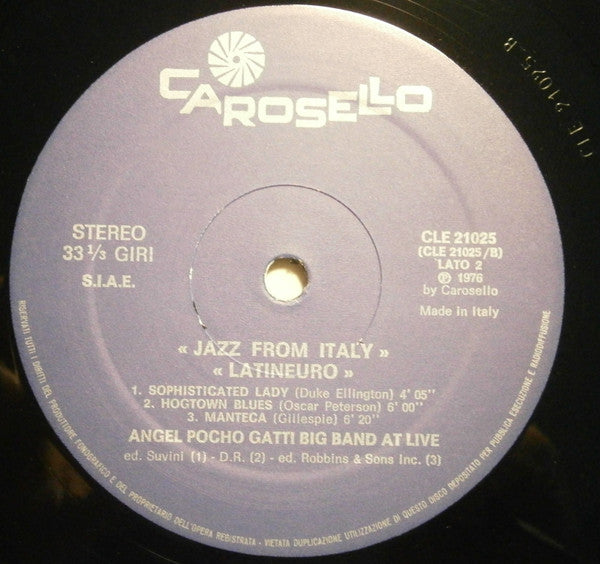 CAROSELLO
CLE 21025_B
STEREO
33 1/3 GIRI
S.I.A.E.
CLE 21025
(CLE 21025/B)
LATO 2
℗ 1976
by Carosello
Made in Italy
« JAZZ FROM ITALY »
« LATINEURO »
1. SOPHISTICATED LADY (Duke Ellington) 4' 05"
2. HOGTOWN BLUES (Oscar Peterson) 6' 00"
3. MANTECA (Gillespie) 6' 20"
ANGEL POCHO GATTI BIG BAND AT LIVE
ed. Suvini (1) - D.R. (2) - ed. Robbins & Sons Inc. (3)
RISERVATI TUTTI I DIRITTI DEL PRODUTTORE FONOGRAFICO E DEL PROPRIETARIO DELL'OPERA REGISTRATA - VIETATA DUPLICAZIONE UTILIZZAZIONE DI QUESTO DISCO DEPOSITATO PER PUBBLICA ESECUZIONE E RADIODIFFUSIONE